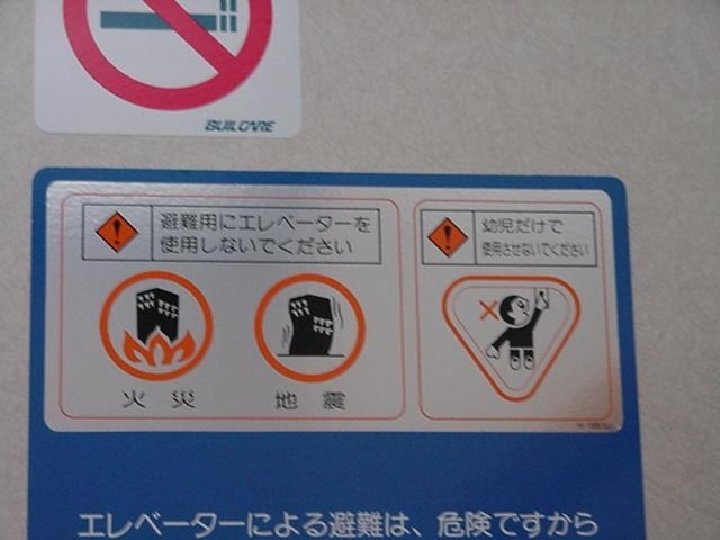 BUILCARE
避難用にエレベーターを
使用しないでください
幼児だけで
使用させないでください
火災
地震
エレベーターによる避難は、危険ですから